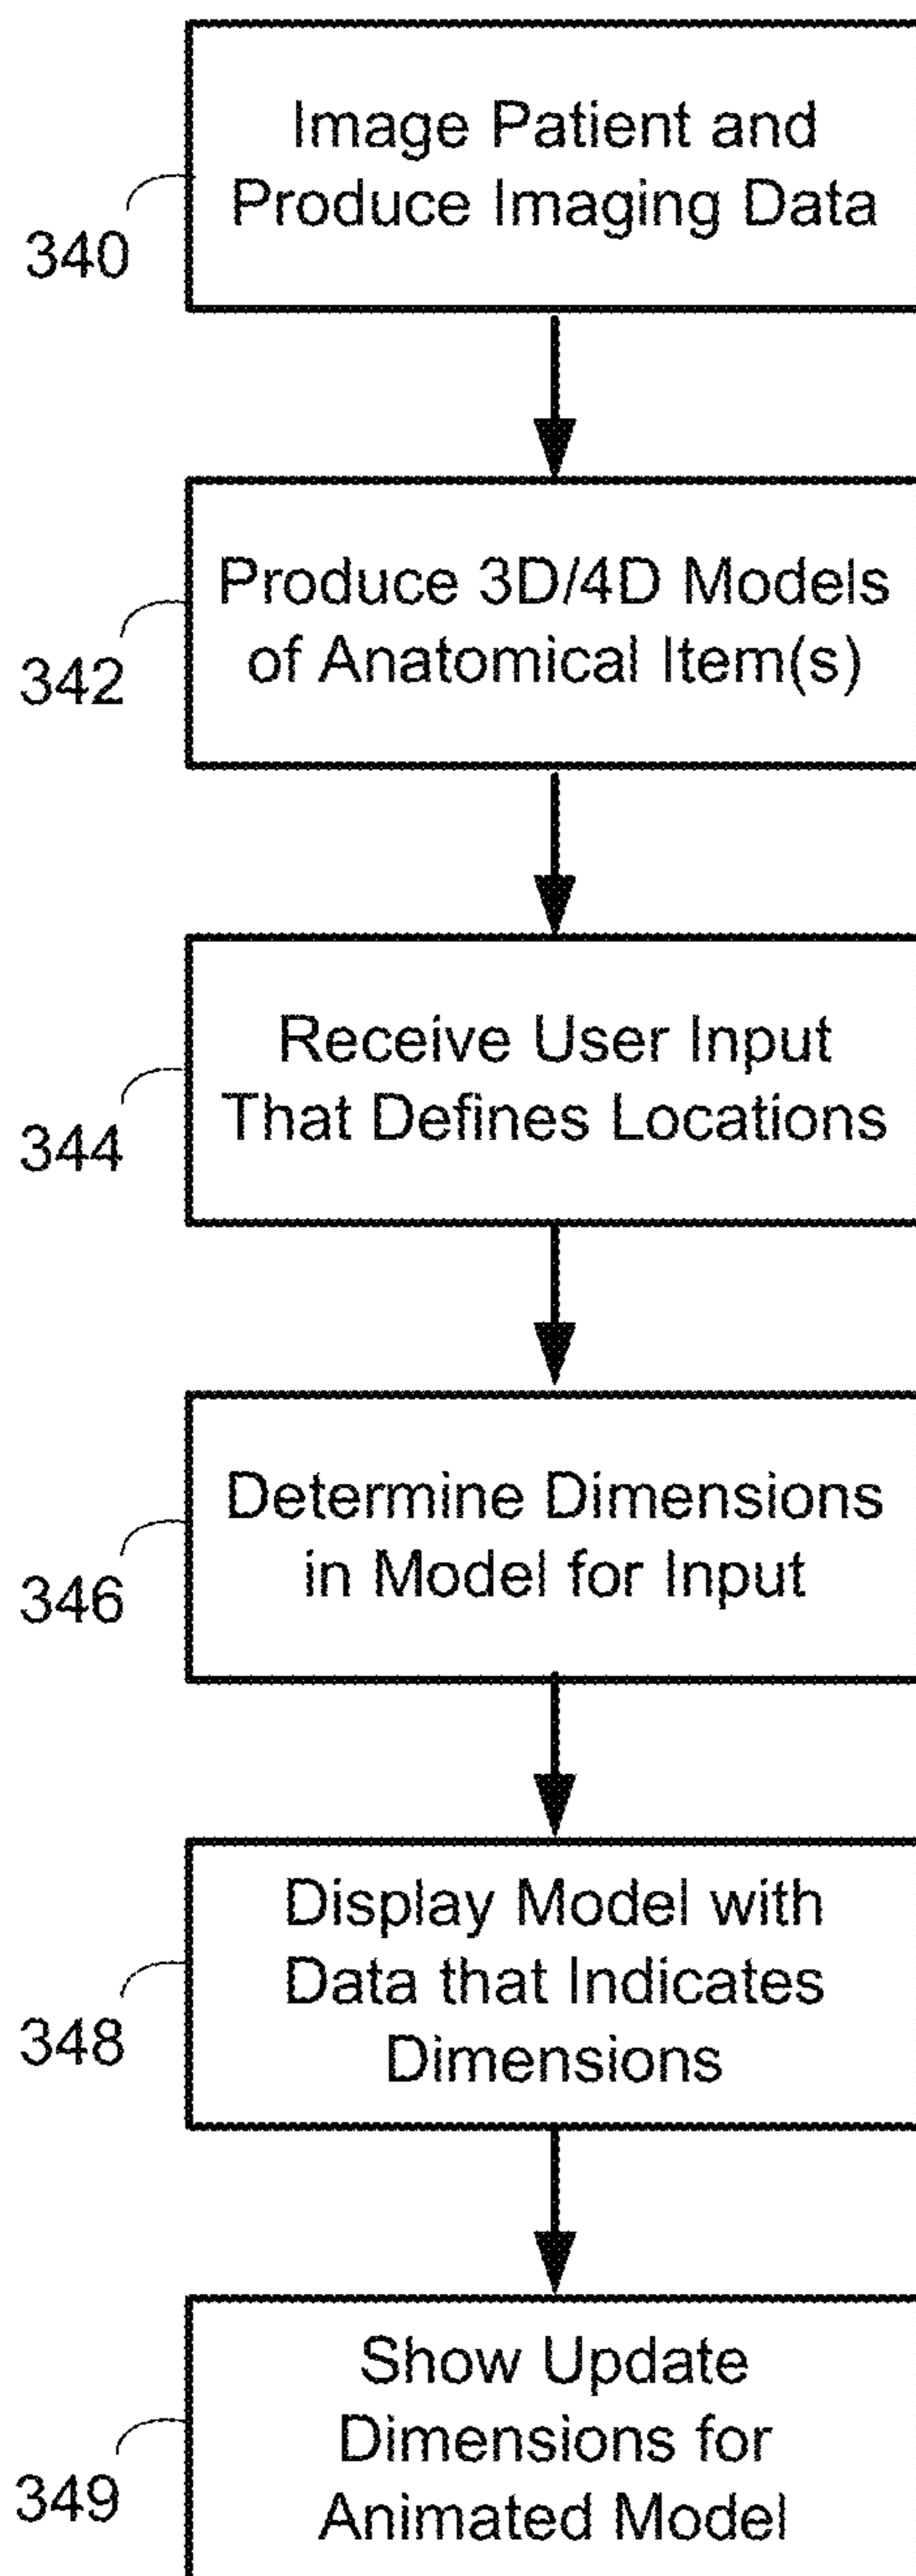 Image Patient and
Produce Imaging Data
340
Produce 3D/4D Models
of Anatomical Item(s)
342
Receive User Input
That Defines Locations
344
Determine Dimensions
in Model for Input
346
Display Model with
Data that Indicates
Dimensions
348
Show Update
Dimensions for
Animated Model
349